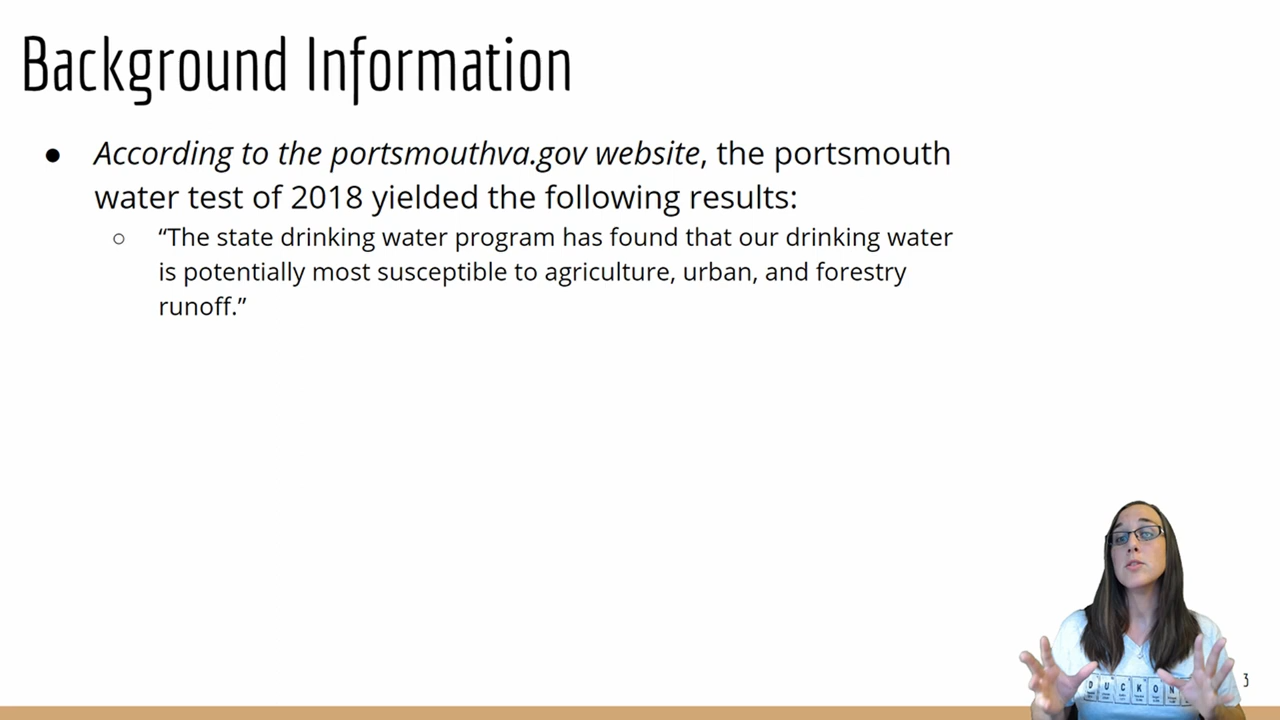 Background Information
● According to the portsmouthva.gov website, the portsmouth
water test of 2018 yielded the following results:
○ “The state drinking water program has found that our drinking water
is potentially most susceptible to agriculture, urban, and forestry
runoff.”
D U C K O N
3